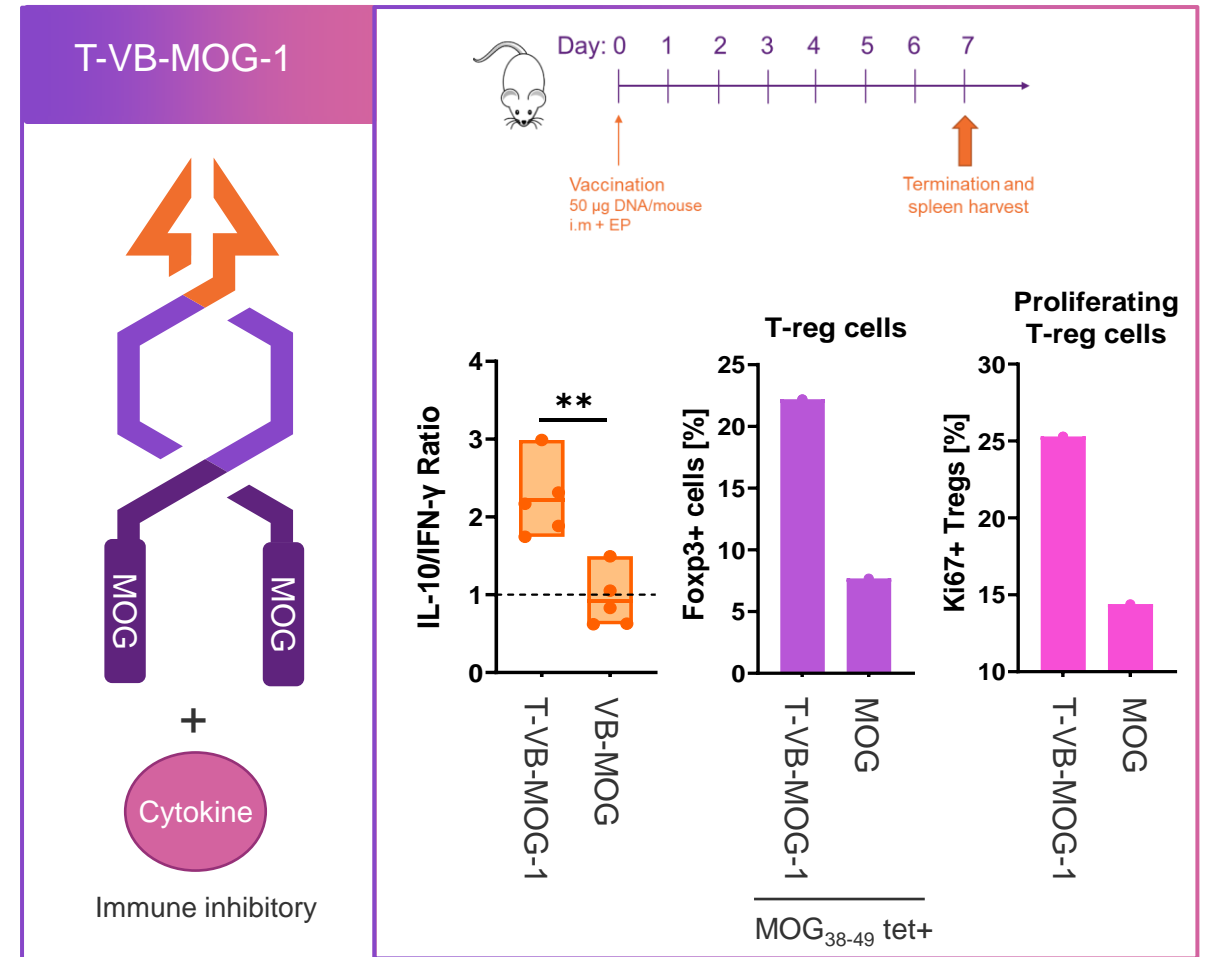 T-VB-MOG-1
MOG
MOG
+
Cytokine
Immune inhibitory
Day: 0 1 2 3 4 5 6 7
Vaccination
50 µg DNA/mouse
i.m + EP
Termination and
spleen harvest
IL-10/IFN-γ Ratio
4
3
2
1
0
**
T-VB-MOG-1
VB-MOG
T-reg cells
Foxp3+ cells [%]
25
20
15
10
5
0
T-VB-MOG-1
MOG
MOG38-49 tet+
Proliferating
T-reg cells
Ki67+ Tregs [%]
30
25
20
15
10
T-VB-MOG-1
MOG